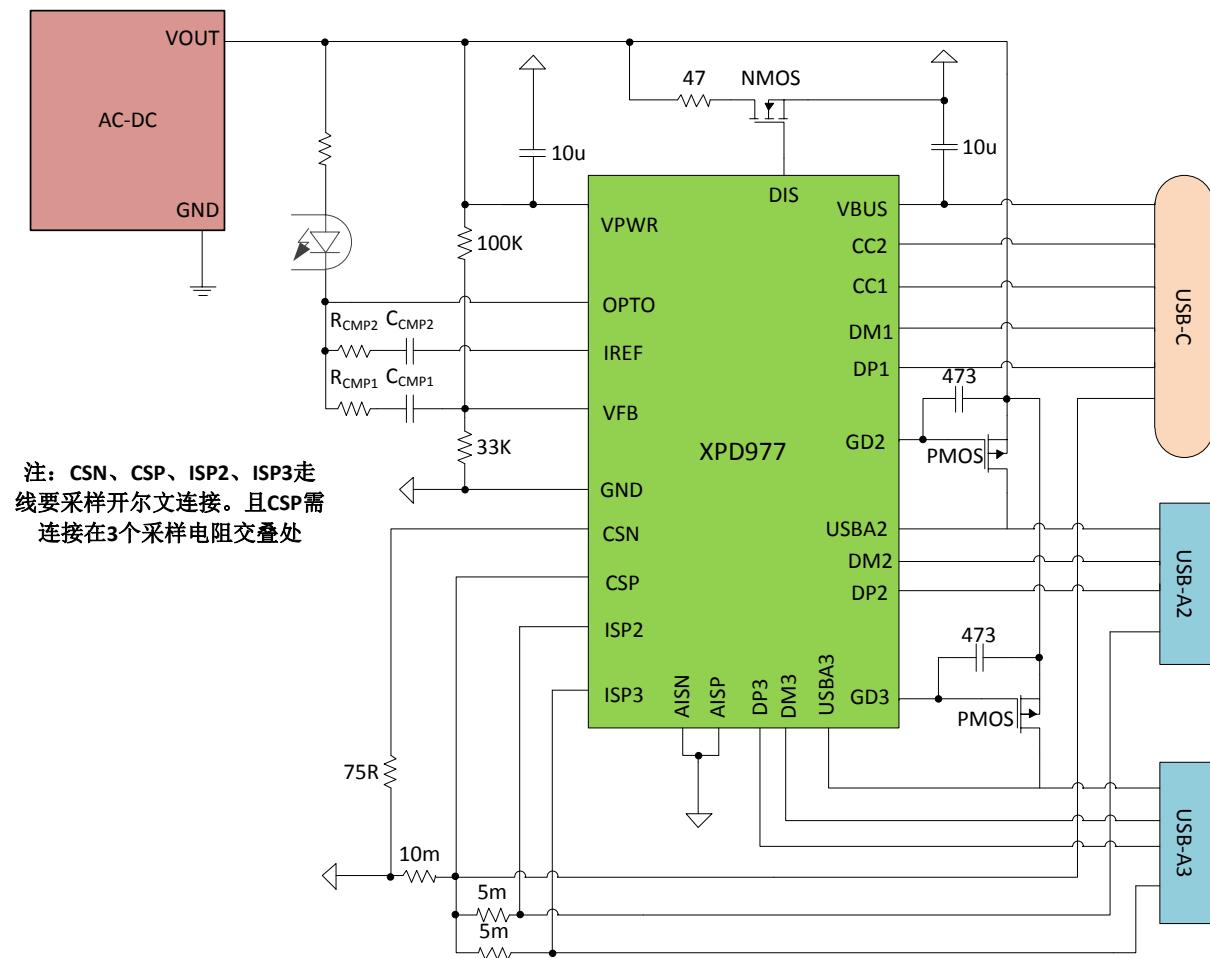 VOUT
AC-DC
GND
10u
47
NMOS
10u
DIS
VPWR
100K
OPTO
RCMP2
CCMP2
IREF
RCMP1
CCMP1
VFB
33K
GND
CSN
CSP
ISP2
ISP3
XPD977
VBUS
CC2
CC1
DM1
DP1
473
GD2
PMOS
USBA2
DM2
DP2
473
GD3
PMOS
AISN
AISP
DP3
DM3
USBA3
USB-C
USB-A2
USB-A3
注：CSN、CSP、ISP2、ISP3走
线要采样开尔文连接。且CSP需
连接在3个采样电阻交叠处
75R
10m
5m
5m